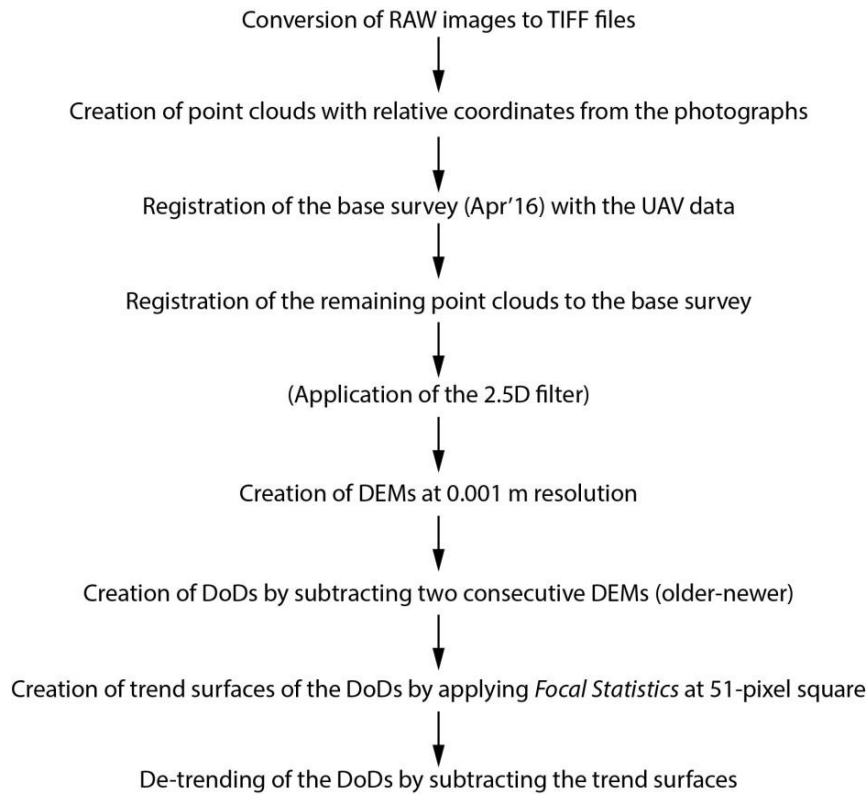 Conversion of RAW images to TIFF files
Creation of point clouds with relative coordinates from the photographs
Registration of the base survey (Apr’16) with the UAV data
Registration of the remaining point clouds to the base survey
(Application of the 2.5D filter)
Creation of DEMs at 0.001 m resolution
Creation of DoDs by subtracting two consecutive DEMs (older-newer)
Creation of trend surfaces of the DoDs by applying Focal Statistics at 51-pixel square
De-trending of the DoDs by subtracting the trend surfaces